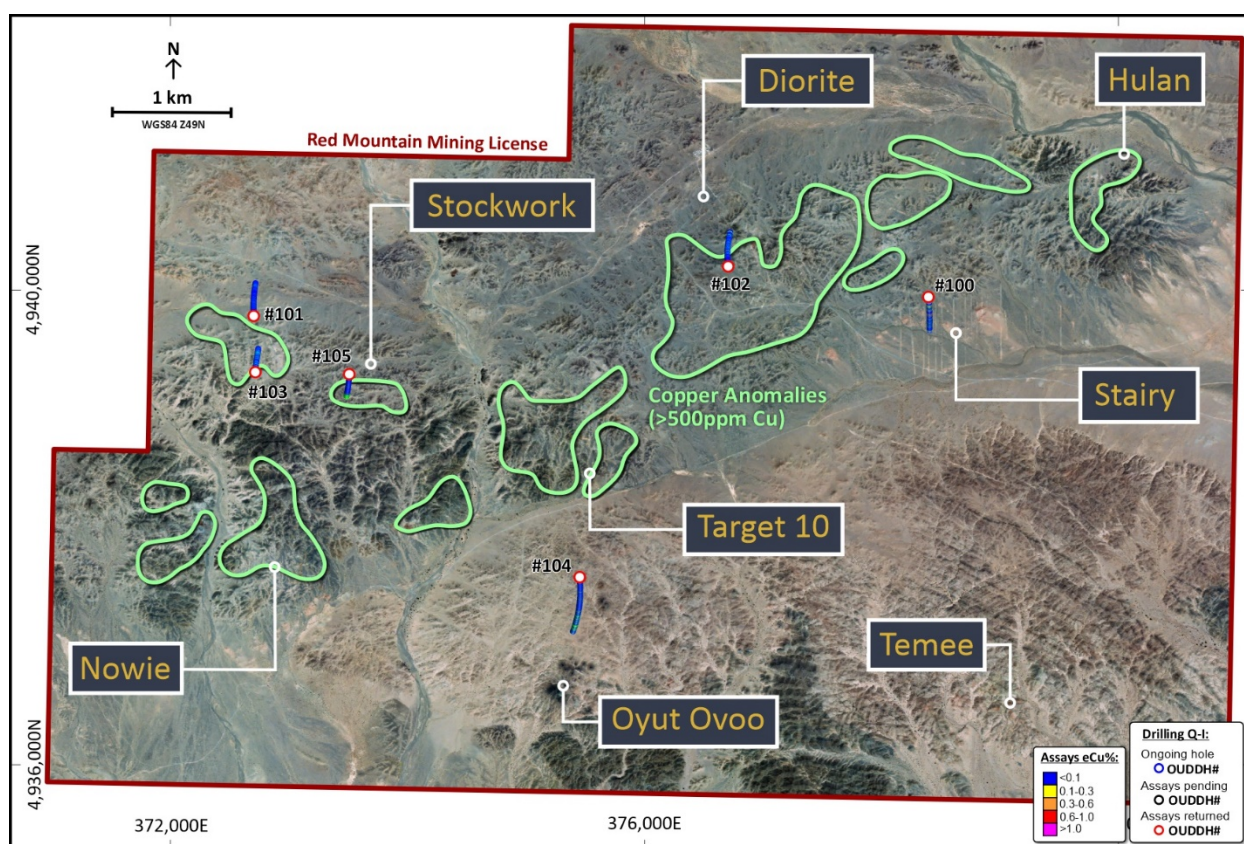 N
1 km
WGS84 Z49N
Red Mountain Mining License
Diorite
Hulan
Stockwork
4,940,000N
#101
#102
#100
#105
#103
Copper Anomalies
(>500ppm Cu)
Stairy
Target 10
#104
Nowie
Temee
Oyut Ovoo
4,936,000N
372,000E
376,000E
Assays eCu%:
<0.1
0.1-0.3
0.3-0.6
0.6-1.0
>1.0
Drilling Q-I:
Ongoing hole
OUDDH#
Assays pending
OUDDH#
Assays returned
OUDDH#